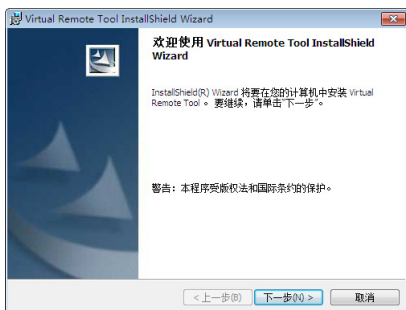 Virtual Remote Tool InstallShield Wizard
欢迎使用 Virtual Remote Tool InstallShield
Wizard
InstallShield(R) Wizard 将要在您的计算机中安装 Virtual
Remote Tool 。 要继续，请单击“下一步”。
警告：本程序受版权法和国际条约的保护。
< 上一步(B) 下一步(N) > 取消